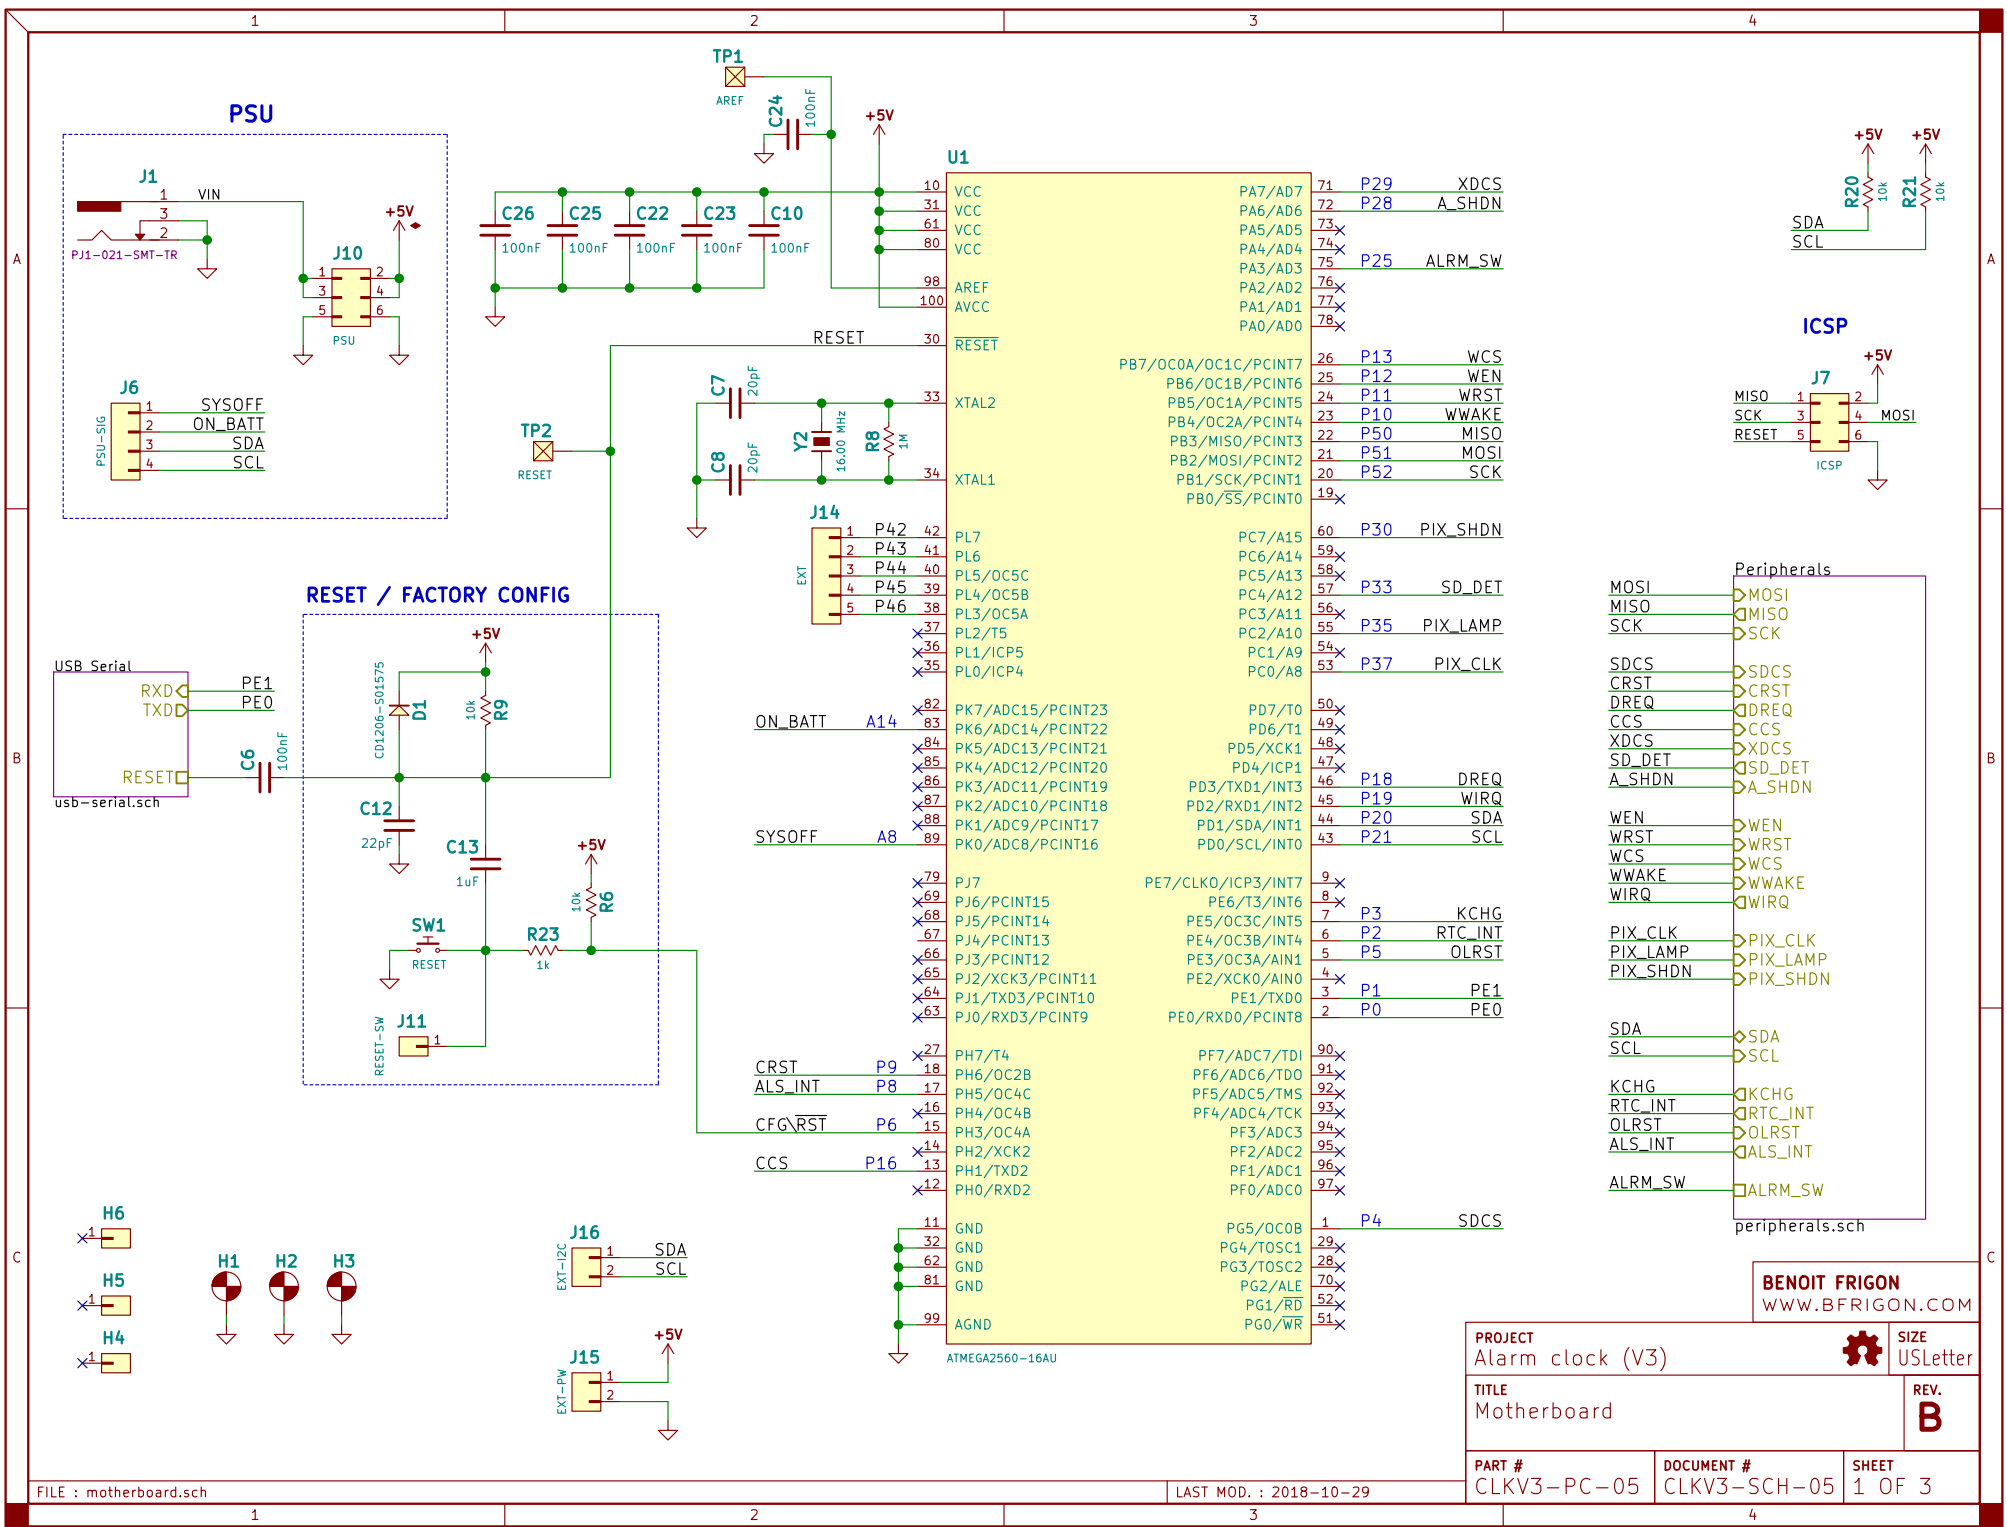 1 2 3 4
A B C
A B C
1 2 3 4
PSU
J1
VIN
1
3
2
PJ1-021-SMT-TR
+5V
J10
1 2
3 4
5 6
PSU
J6
PSU-SIG
1 SYSOFF
2 ON_BATT
3 SDA
4 SCL
TP1
AREF
C24
100nF
+5V
C26
100nF
C25
100nF
C22
100nF
C23
100nF
C10
100nF
RESET
TP2
RESET
C7
20pF
C8
20pF
Y2
16.00 MHz
R8
1M
J14
EXT
1 P42
2 P43
3 P44
4 P45
5 P46
RESET / FACTORY CONFIG
USB Serial
RXD PE1
TXD PE0
RESET
usb-serial.sch
C6
100nF
+5V
CD1206-S01575
D1
10k
R9
C12
22pF
C13
1uF
+5V
10k
R6
SW1
RESET
R23
1k
J11
RESET-SW
1
ON_BATT A14
SYSOFF A8
CRST P9
ALS_INT P8
CFG\RST P6
CCS P16
H6
1
H5
1
H4
1
H1 H2 H3
J16
EXT-I2C
1 SDA
2 SCL
+5V
J15
EXT-PW
1
2
U1
10 VCC
31 VCC
61 VCC
80 VCC
98 AREF
100 AVCC
30 RESET
33 XTAL2
34 XTAL1
42 PL7
41 PL6
40 PL5/OC5C
39 PL4/OC5B
38 PL3/OC5A
37 PL2/T5
36 PL1/ICP5
35 PL0/ICP4
82 PK7/ADC15/PCINT23
83 PK6/ADC14/PCINT22
84 PK5/ADC13/PCINT21
85 PK4/ADC12/PCINT20
86 PK3/ADC11/PCINT19
87 PK2/ADC10/PCINT18
88 PK1/ADC9/PCINT17
89 PK0/ADC8/PCINT16
79 PJ7
69 PJ6/PCINT15
68 PJ5/PCINT14
67 PJ4/PCINT13
66 PJ3/PCINT12
65 PJ2/XCK3/PCINT11
64 PJ1/TXD3/PCINT10
63 PJ0/RXD3/PCINT9
27 PH7/T4
18 PH6/OC2B
17 PH5/OC4C
16 PH4/OC4B
15 PH3/OC4A
14 PH2/XCK2
13 PH1/TXD2
12 PH0/RXD2
11 GND
32 GND
62 GND
81 GND
99 AGND
ATMEGA2560-16AU
PA7/AD7 71 P29 XDCS
PA6/AD6 72 P28 A_SHDN
PA5/AD5 73
PA4/AD4 74
PA3/AD3 75 P25 ALRM_SW
PA2/AD2 76
PA1/AD1 77
PA0/AD0 78
PB7/OC0A/OC1C/PCINT7 26 P13 WCS
PB6/OC1B/PCINT6 25 P12 WEN
PB5/OC1A/PCINT5 24 P11 WRST
PB4/OC2A/PCINT4 23 P10 WWAKE
PB3/MISO/PCINT3 22 P50 MISO
PB2/MOSI/PCINT2 21 P51 MOSI
PB1/SCK/PCINT1 20 P52 SCK
PB0/SS/PCINT0 19
PC7/A15 60 P30 PIX_SHDN
PC6/A14 59
PC5/A13 58
PC4/A12 57 P33 SD_DET
PC3/A11 56
PC2/A10 55 P35 PIX_LAMP
PC1/A9 54
PC0/A8 53 P37 PIX_CLK
PD7/T0 50
PD6/T1 49
PD5/XCK1 48
PD4/ICP1 47
PD3/TXD1/INT3 46 P18 DREQ
PD2/RXD1/INT2 45 P19 WIRQ
PD1/SDA/INT1 44 P20 SDA
PD0/SCL/INT0 43 P21 SCL
PE7/CLKO/ICP3/INT7 9
PE6/T3/INT6 8
PE5/OC3C/INT5 7 P3 KCHG
PE4/OC3B/INT4 6 P2 RTC_INT
PE3/OC3A/AIN1 5 P5 OLRST
PE2/XCK0/AIN0 4
PE1/TXD0 3 P1 PE1
PE0/RXD0/PCINT8 2 P0 PE0
PF7/ADC7/TDI 90
PF6/ADC6/TDO 91
PF5/ADC5/TMS 92
PF4/ADC4/TCK 93
PF3/ADC3 94
PF2/ADC2 95
PF1/ADC1 96
PF0/ADC0 97
PG5/OC0B 1 P4 SDCS
PG4/TOSC1 29
PG3/TOSC2 28
PG2/ALE 70
PG1/RD 52
PG0/WR 51
+5V +5V
R20
10k
R21
10k
SDA
SCL
ICSP
+5V
J7
MISO 1 2
SCK 3 4 MOSI
RESET 5 6
ICSP
Peripherals
MOSI MOSI
MISO MISO
SCK SCK
SDCS SDCS
CRST CRST
DREQ DREQ
CCS CCS
XDCS XDCS
SD_DET SD_DET
A_SHDN A_SHDN
WEN WEN
WRST WRST
WCS WCS
WWAKE WWAKE
WIRQ WIRQ
PIX_CLK PIX_CLK
PIX_LAMP PIX_LAMP
PIX_SHDN PIX_SHDN
SDA SDA
SCL SCL
KCHG KCHG
RTC_INT RTC_INT
OLRST OLRST
ALS_INT ALS_INT
ALRM_SW ALRM_SW
peripherals.sch
BENOIT FRIGON
WWW.BFRIGON.COM
PROJECT
Alarm clock (V3)
SIZE
USLetter
TITLE
Motherboard
REV.
B
PART #
CLKV3-PC-05
DOCUMENT #
CLKV3-SCH-05
SHEET
1 OF 3
FILE : motherboard.sch
LAST MOD. : 2018-10-29